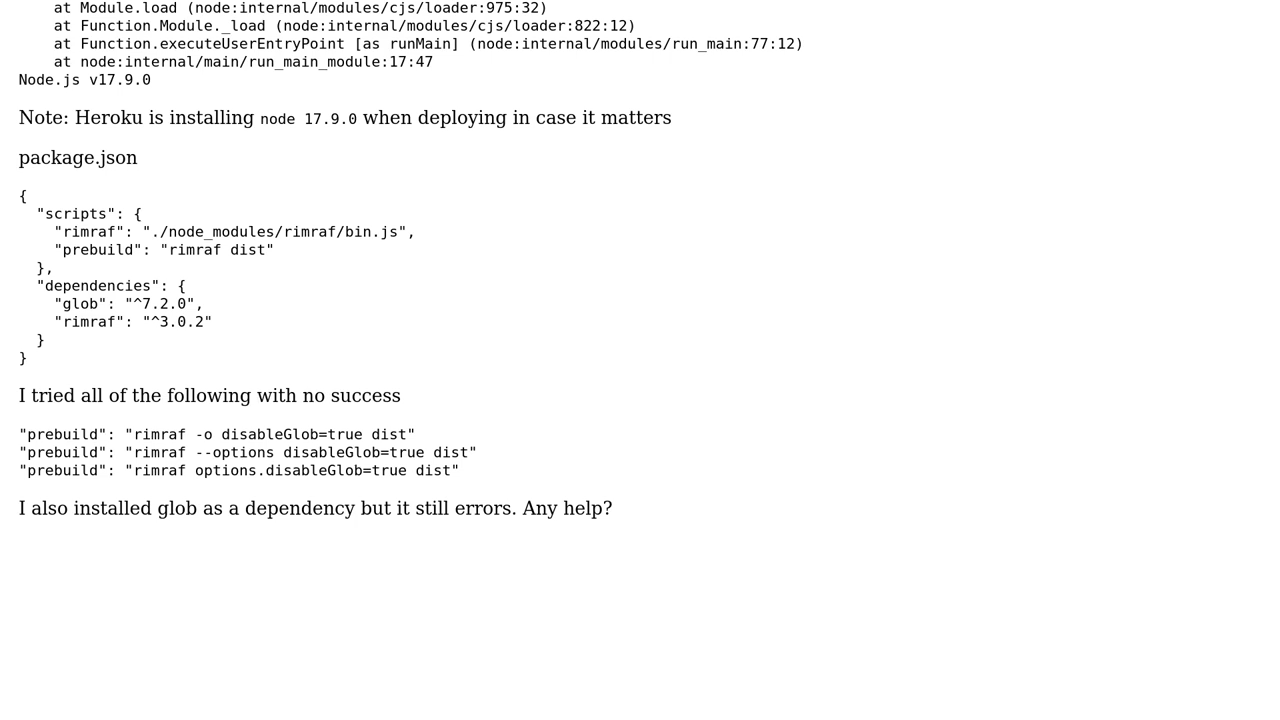 at Module.load (node:internal/modules/cjs/loader:975:32)
    at Function.Module._load (node:internal/modules/cjs/loader:822:12)
    at Function.executeUserEntryPoint [as runMain] (node:internal/modules/run_main:77:12)
    at node:internal/main/run_main_module:17:47
Node.js v17.9.0
Note: Heroku is installing node 17.9.0 when deploying in case it matters
package.json
{
  "scripts": {
    "rimraf": "./node_modules/rimraf/bin.js",
    "prebuild": "rimraf dist"
  },
  "dependencies": {
    "glob": "^7.2.0",
    "rimraf": "^3.0.2"
  }
}
I tried all of the following with no success
"prebuild": "rimraf -o disableGlob=true dist"
"prebuild": "rimraf --options disableGlob=true dist"
"prebuild": "rimraf options.disableGlob=true dist"
I also installed glob as a dependency but it still errors. Any help?